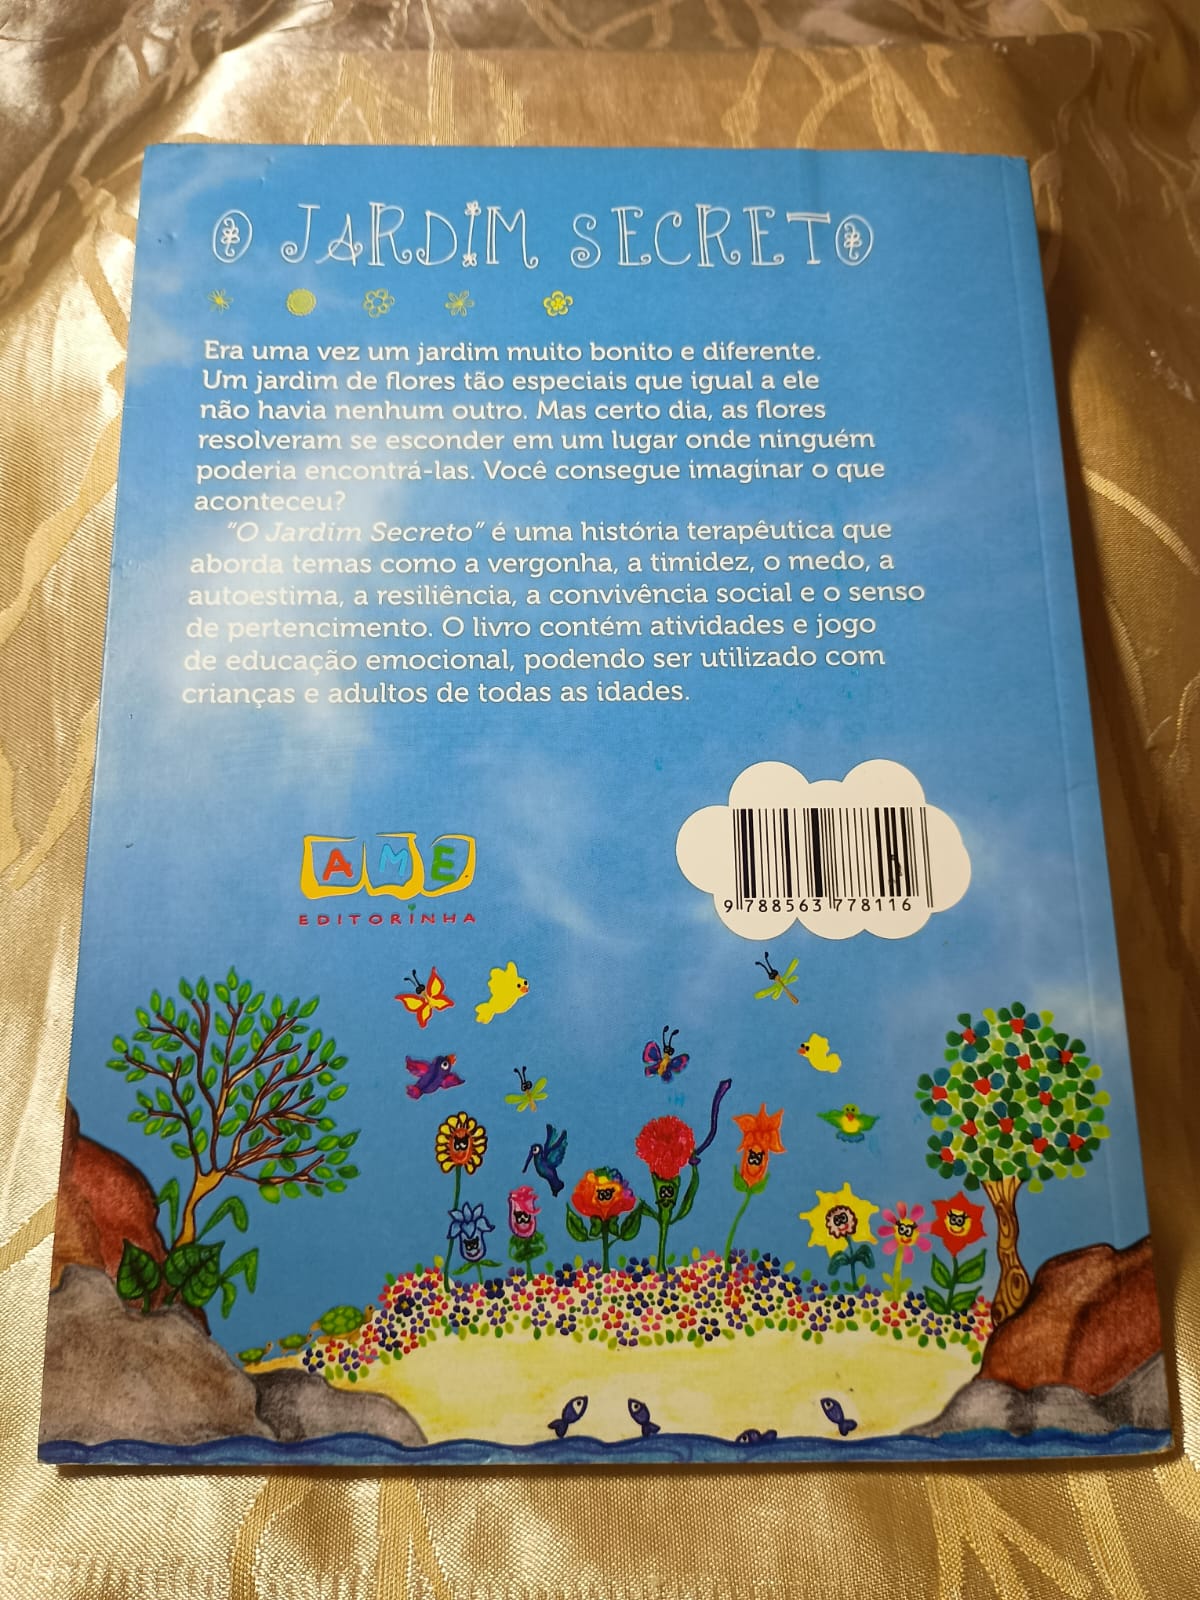 O JARDIM SECRETO
Era uma vez um jardim muito bonito e diferente.
Um jardim de flores tão especiais que igual a ele
não havia nenhum outro. Mas certo dia, as flores
resolveram se esconder em um lugar onde ninguém
poderia encontrá-las. Você consegue imaginar o que
aconteceu?
“O Jardim Secreto” é uma história terapêutica que
aborda temas como a vergonha, a timidez, o medo, a
autoestima, a resiliência, a convivência social e o senso
de pertencimento. O livro contém atividades e jogo
de educação emocional, podendo ser utilizado com
crianças e adultos de todas as idades.
AME
EDITORINHA
9 788563 778116